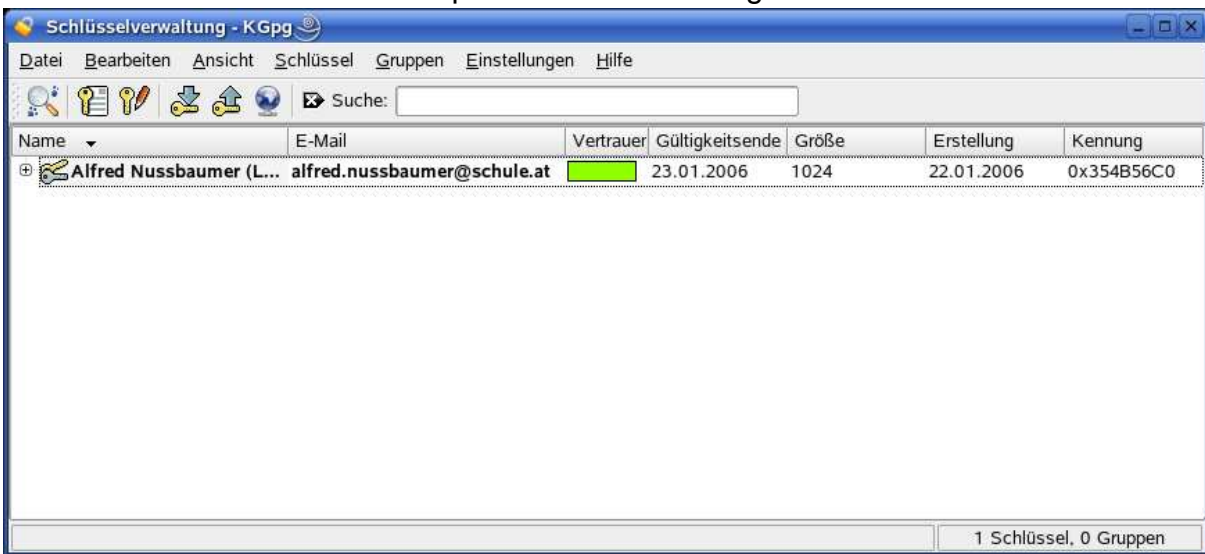 Schlüsselverwaltung - KGpg
Datei Bearbeiten Ansicht Schlüssel Gruppen Einstellungen Hilfe
Suche:
Name E-Mail Vertrauen Gültigkeitsende Größe Erstellung Kennung
Alfred Nussbaumer (L... alfred.nussbaumer@schule.at 23.01.2006 1024 22.01.2006 0x354B56C0
1 Schlüssel, 0 Gruppen